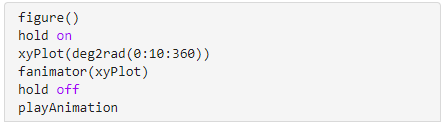 figure()
hold on
xyPlot(deg2rad(0:10:360))
fanimator(xyPlot)
hold off
playAnimation